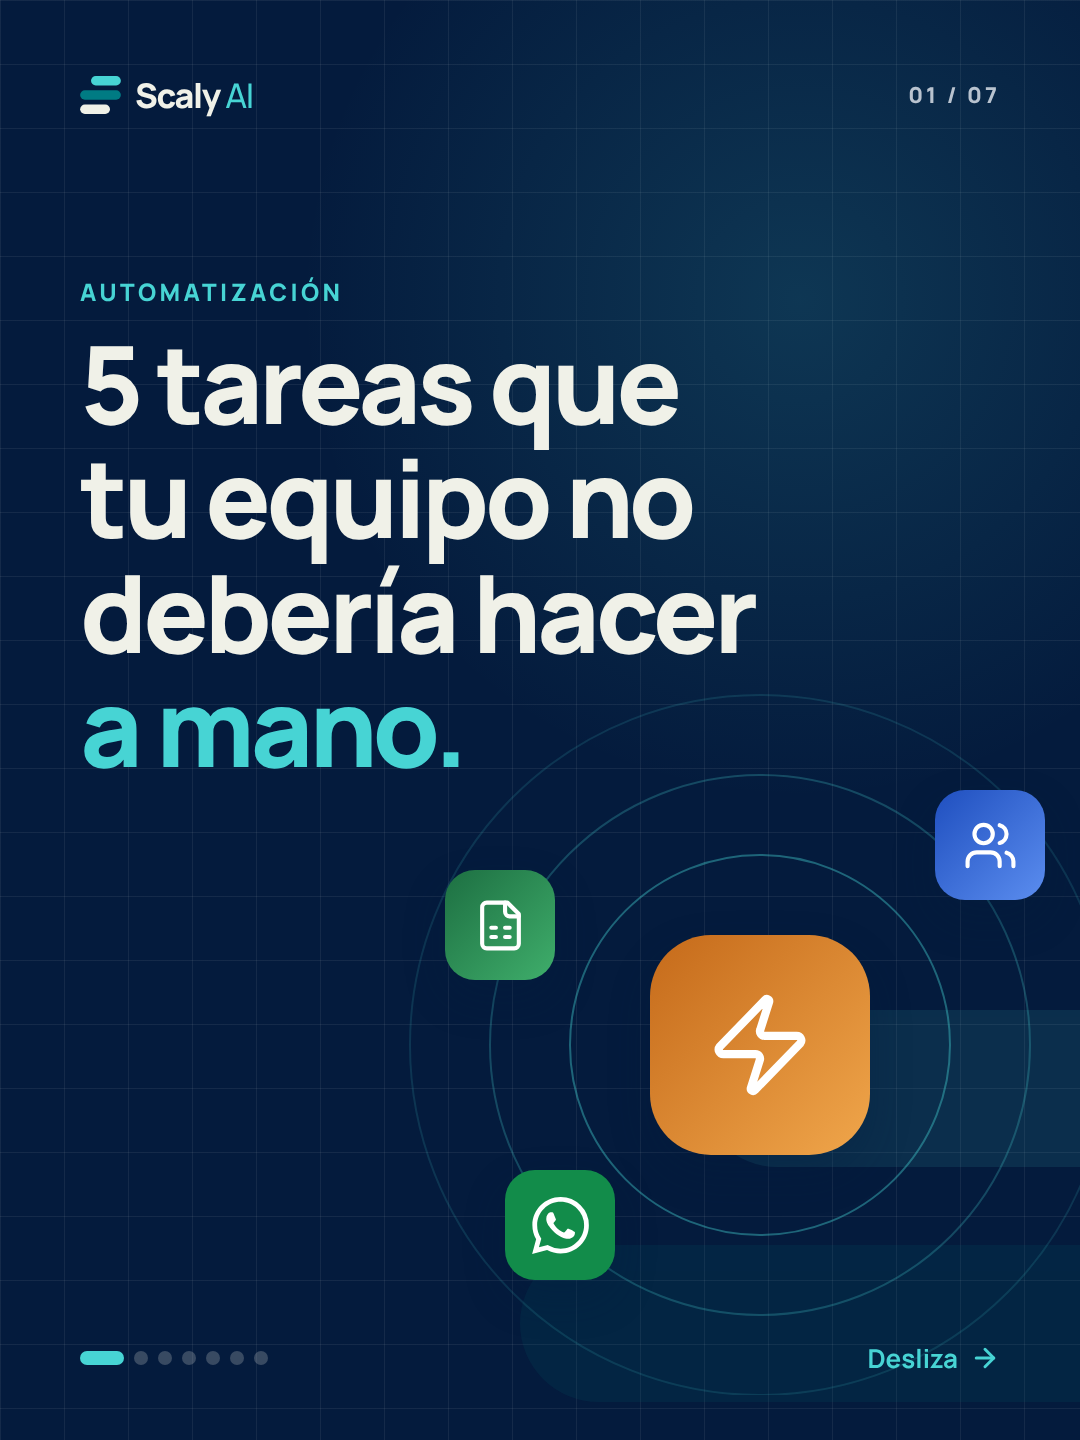 Scaly AI
01 / 07
AUTOMATIZACIÓN
5 tareas que
tu equipo no
debería hacer
a mano.
Desliza